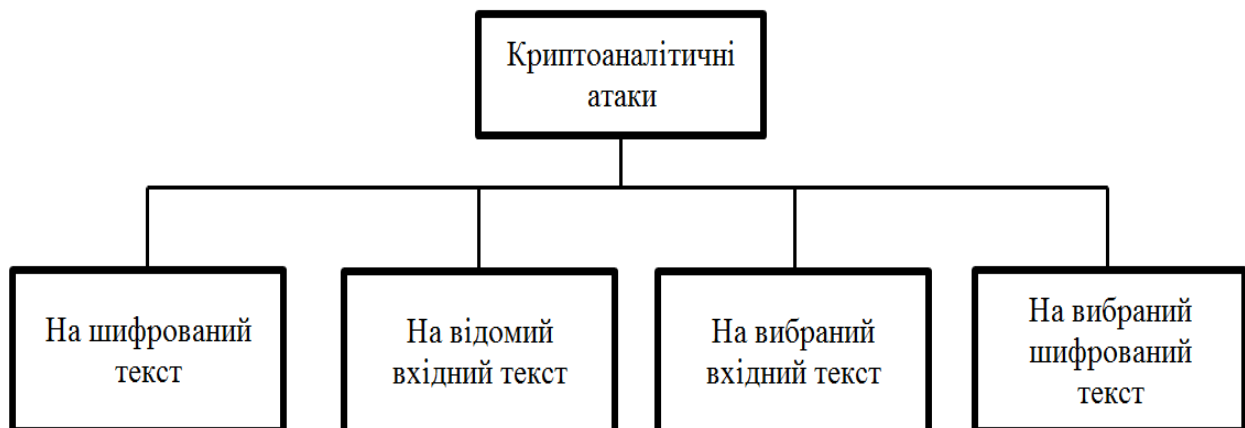 Криптоаналітичні
атаки
На шифрований
текст
На відомий
вхідний текст
На вибраний
вхідний текст
На вибраний
шифрований
текст